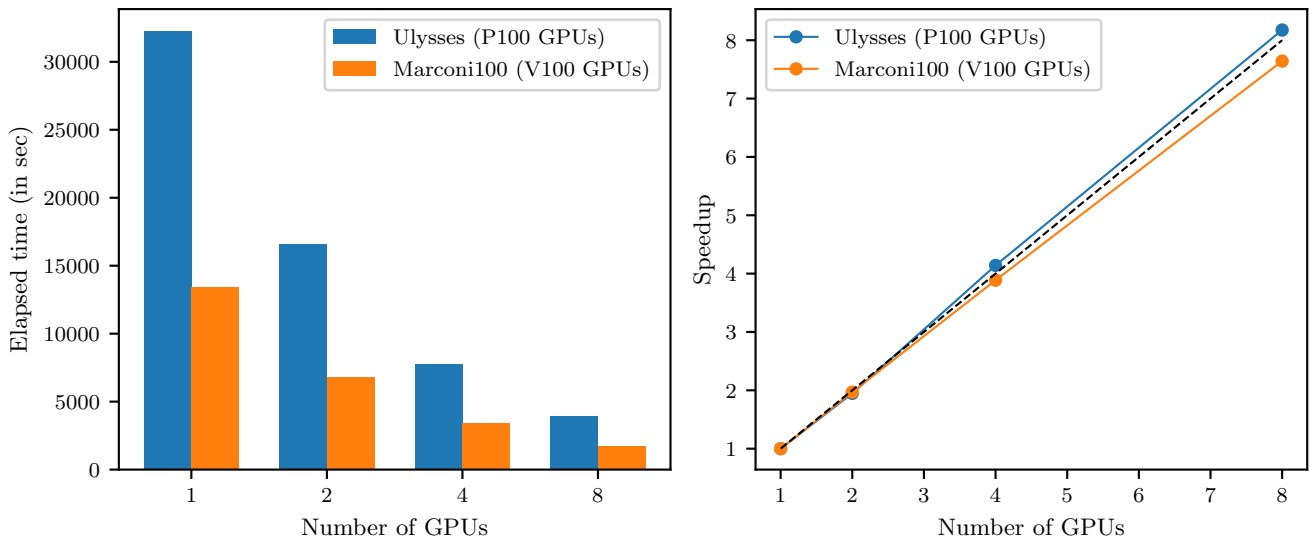 Elapsed time (in sec)
30000
25000
20000
15000
10000
5000
0
1 2 4 8
Number of GPUs
Ulysses (P100 GPUs)
Marconi100 (V100 GPUs)
Speedup
8
7
6
5
4
3
2
1
1 2 3 4 5 6 7 8
Number of GPUs
Ulysses (P100 GPUs)
Marconi100 (V100 GPUs)